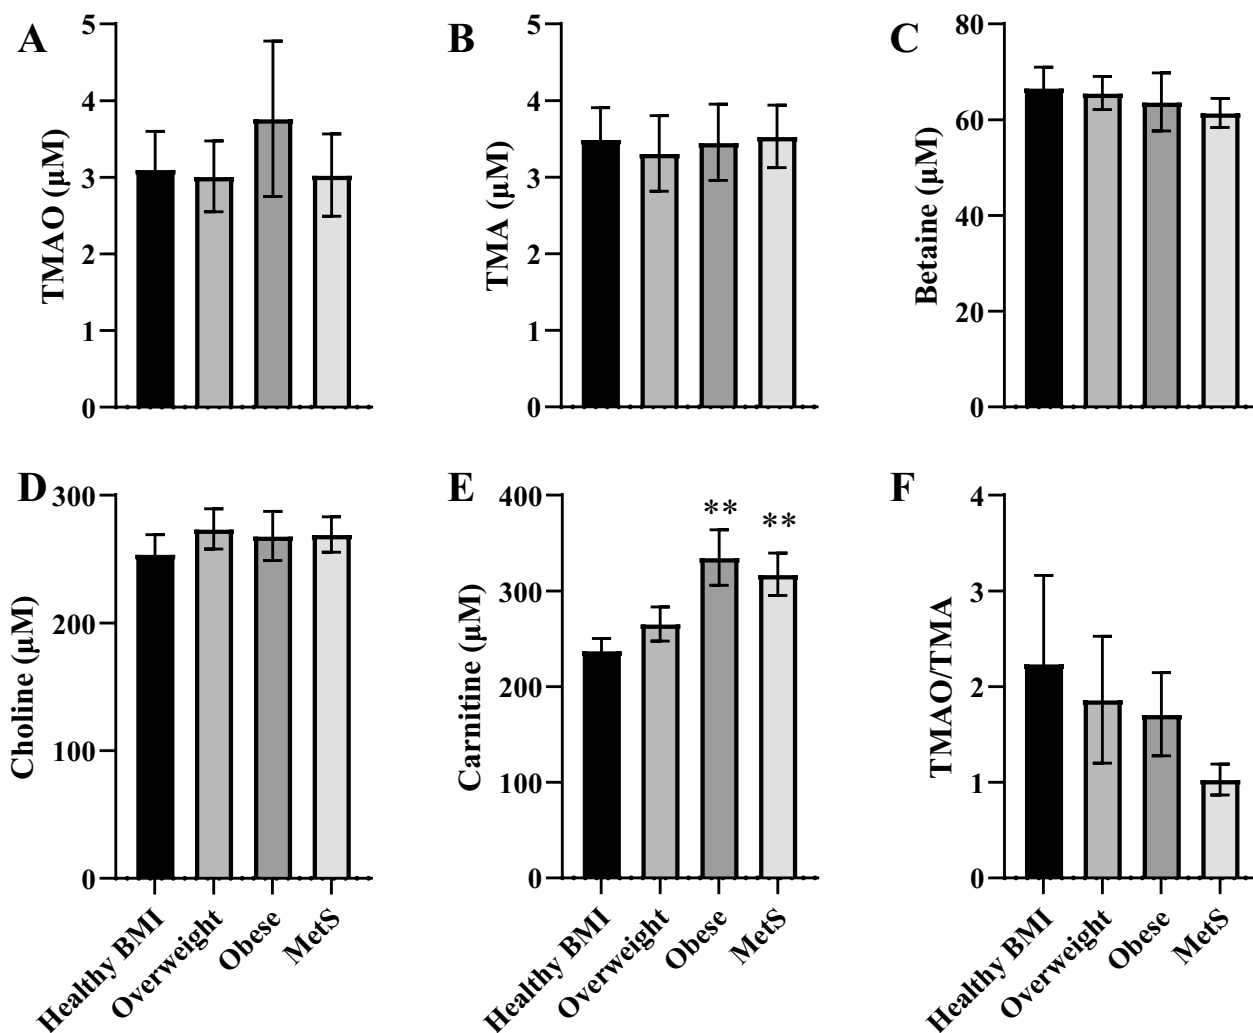 A
TMAO (µM)
5
4
3
2
1
0
B
TMA (µM)
5
4
3
2
1
0
C
Betaine (µM)
80
60
40
20
0
D
Choline (µM)
300
200
100
0
Healthy BMI
Overweight
Obese
MetS
E
Carnitine (µM)
400
300
200
100
0
**
**
Healthy BMI
Overweight
Obese
MetS
F
TMAO/TMA
4
3
2
1
0
Healthy BMI
Overweight
Obese
MetS